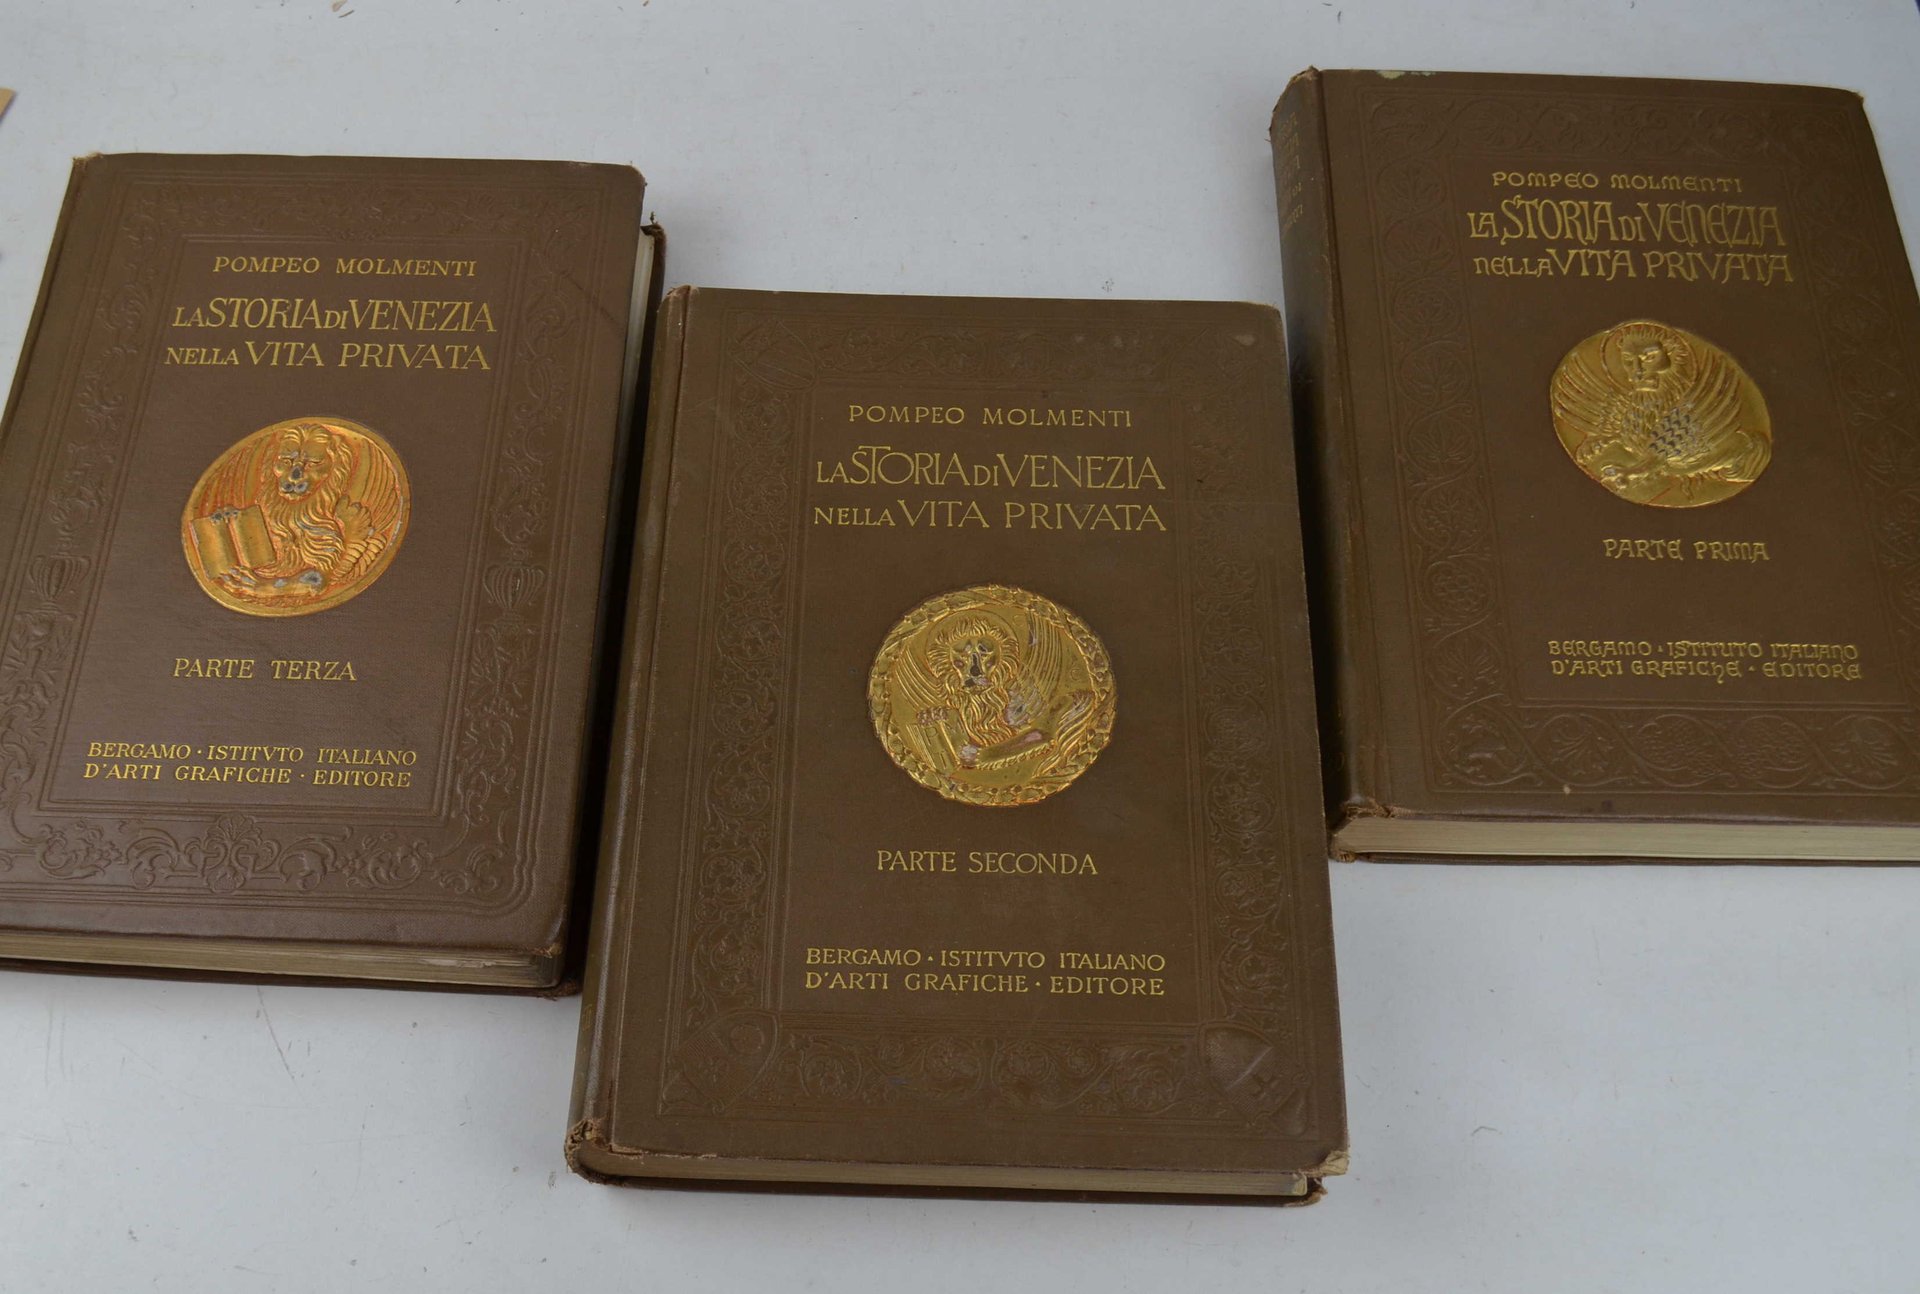 POMPEO MOLMENTI
LA STORIA DI VENEZIA
NELLA VITA PRIVATA
PARTE TERZA
BERGAMO · ISTITVTO ITALIANO
D'ARTI GRAFICHE · EDITORE
POMPEO MOLMENTI
LA STORIA DI VENEZIA
NELLA VITA PRIVATA
PARTE SECONDA
BERGAMO · ISTITVTO ITALIANO
D'ARTI GRAFICHE · EDITORE
POMPEO MOLMENTI
LA STORIA DI VENEZIA
NELLA VITA PRIVATA
PARTE PRIMA
BERGAMO · ISTITUTO ITALIANO
D'ARTI GRAFICHE · EDITORE